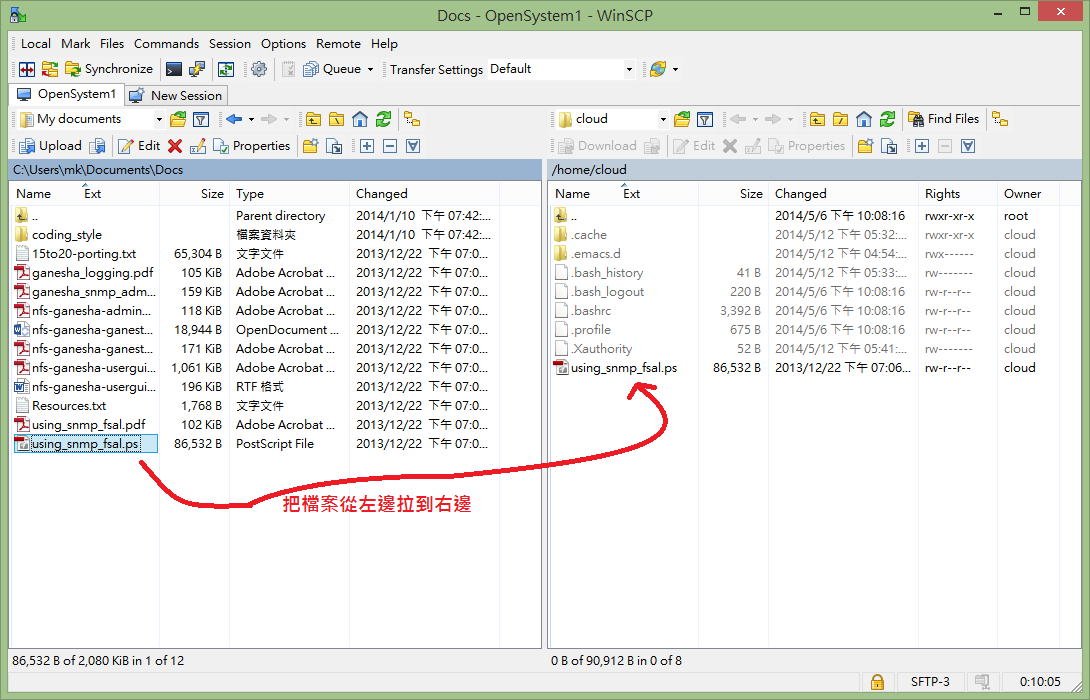 Docs - OpenSystem1 - WinSCP
Local Mark Files Commands Session Options Remote Help
Synchronize Queue Transfer Settings Default
OpenSystem1 New Session
My documents
cloud Find Files
Upload Edit Properties
Download Edit Properties
C:\Users\mk\Documents\Docs
/home/cloud
Name Ext Size Type Changed
.. Parent directory 2014/1/10 下午 07:42:...
coding_style 檔案資料夾 2014/1/10 下午 07:42:...
15to20-porting.txt 65,304 B 文字文件 2013/12/22 下午 07:0...
ganesha_logging.pdf 105 KiB Adobe Acrobat ... 2013/12/22 下午 07:0...
ganesha_snmp_adm... 159 KiB Adobe Acrobat ... 2013/12/22 下午 07:0...
nfs-ganesha-admin... 118 KiB Adobe Acrobat ... 2013/12/22 下午 07:0...
nfs-ganesha-ganest... 18,944 B OpenDocument ... 2013/12/22 下午 07:0...
nfs-ganesha-ganest... 171 KiB Adobe Acrobat ... 2013/12/22 下午 07:0...
nfs-ganesha-usergui... 1,061 KiB Adobe Acrobat ... 2013/12/22 下午 07:0...
nfs-ganesha-usergui... 196 KiB RTF 格式 2013/12/22 下午 07:0...
Resources.txt 1,768 B 文字文件 2013/12/22 下午 07:0...
using_snmp_fsal.pdf 102 KiB Adobe Acrobat ... 2013/12/22 下午 07:0...
using_snmp_fsal.ps 86,532 B PostScript File 2013/12/22 下午 07:0...
Name Ext Size Changed Rights Owner
.. 2014/5/6 下午 10:08:16 rwxr-xr-x root
.cache 2014/5/12 下午 05:32:... rwxr-xr-x cloud
.emacs.d 2014/5/12 下午 04:54:... rwx------ cloud
.bash_history 41 B 2014/5/12 下午 05:33:... rw------- cloud
.bash_logout 220 B 2014/5/6 下午 10:08:16 rw-r--r-- cloud
.bashrc 3,392 B 2014/5/6 下午 10:08:16 rw-r--r-- cloud
.profile 675 B 2014/5/6 下午 10:08:16 rw-r--r-- cloud
.Xauthority 52 B 2014/5/12 下午 05:41:... rw------- cloud
using_snmp_fsal.ps 86,532 B 2013/12/22 下午 07:06... rw-r--r-- cloud
把檔案從左邊拉到右邊
86,532 B of 2,080 KiB in 1 of 12
0 B of 90,912 B in 0 of 8
SFTP-3 0:10:05